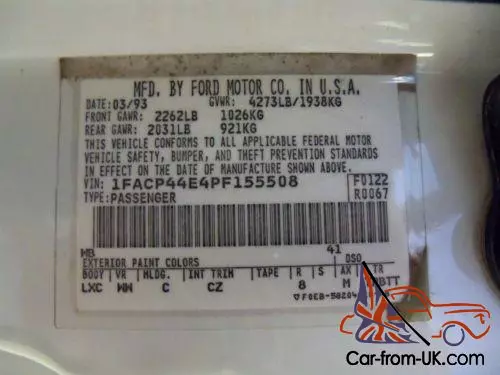 MFD. BY FORD MOTOR CO. IN U.S.A.
DATE: 03/93 GVWR: 4273LB/1938KG
FRONT GAWR: 2262LB 1026KG
REAR GAWR: 2031LB 921KG
THIS VEHICLE CONFORMS TO ALL APPLICABLE FEDERAL MOTOR
VEHICLE SAFETY, BUMPER, AND THEFT PREVENTION STANDARDS
IN EFFECT ON THE DATE OF MANUFACTURE SHOWN ABOVE.
VIN: 1FACP44E4PF155508 F0122
TYPE: PASSENGER R0067
WB 41
EXTERIOR PAINT COLORS DSO
BODY VR MLDG. INT TRIM TAPE R S AX TR
LXC WW C CZ 8 M
Car-from-UK.com